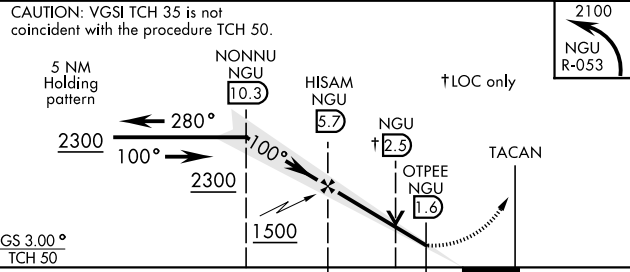 CAUTION: VGSI TCH 35 is not
coincident with the procedure TCH 50.
2100
NGU
R-053
5 NM
Holding
pattern
NONNU
NGU
10.3
HISAM
NGU
5.7
†LOC only
NGU
†2.5
OTPEE
NGU
1.6
TACAN
280°
2300
100°
100°
2300
1500
GS 3.00°
TCH 50